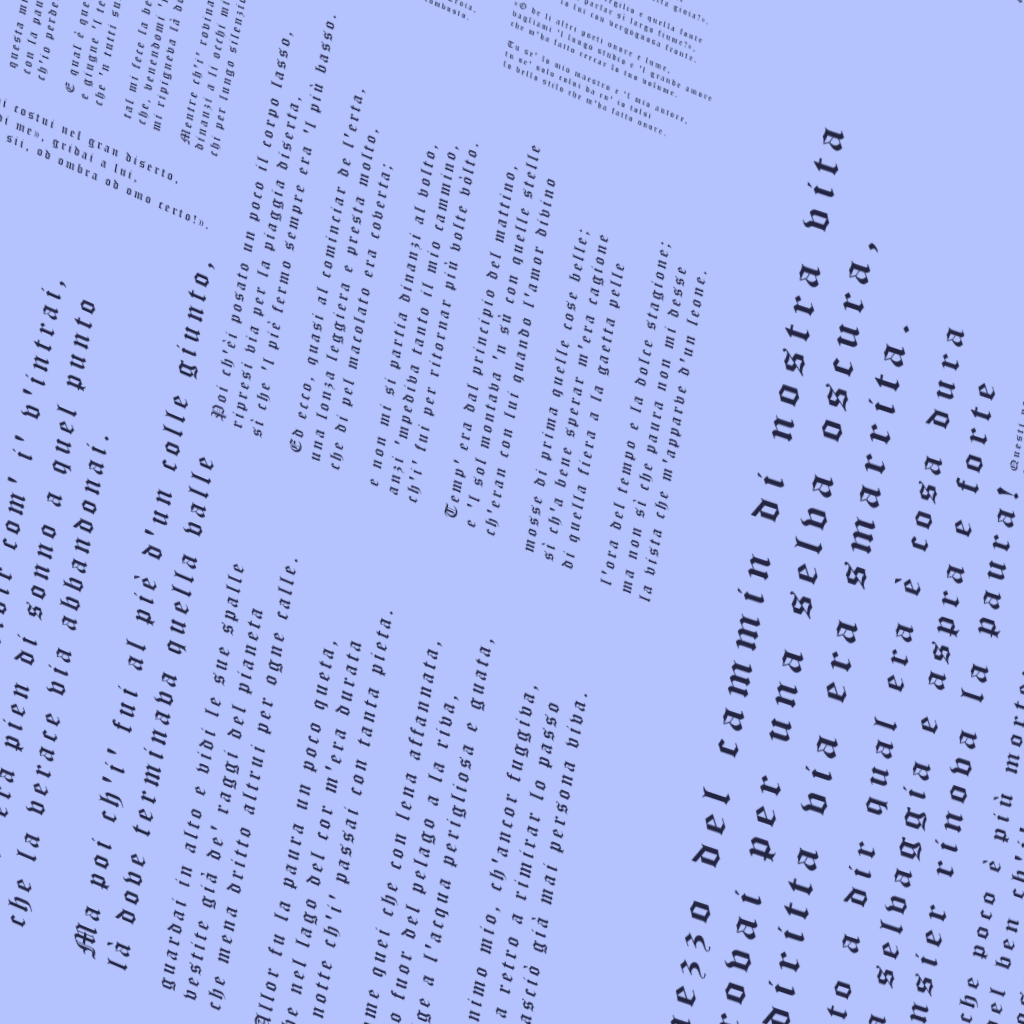 mezzo del cammin di nostra vita
per una selva oscura,
diritta via era smarrita.
to a dir qual era è cosa dura
selvaggia e aspra e forte
rinova la paura!
che poco è più morte
ben ch'i'
com' i' v'intrai,
era pien di sonno a quel punto
che la verace via abbandonai.
Ma poi ch'i' fui al piè d'un colle giunto,
là dove terminava quella valle
guardai in alto e vidi le sue spalle
vestite già de' raggi del pianeta
che mena dritto altrui per ogne calle.
Allor fu la paura un poco queta,
nel lago del cor m'era durata
notte ch'i' passai con tanta pieta.
quei che con lena affannata,
fuor del pelago a la riva,
a l'acqua perigliosa e guata,
mio, ch'ancor fuggiva,
a retro a rimirar lo passo
già mai persona viva.
Poi ch'èi posato un poco il corpo lasso,
ripresi via per la piaggia diserta,
sì che 'l piè fermo sempre era 'l più basso.
Ed ecco, quasi al cominciar de l'erta,
una lonza leggiera e presta molto,
che di pel macolato era coverta;
e non mi si partia dinanzi al volto,
anzi 'mpediva tanto il mio cammino,
ch'i' fui per ritornar più volte vòlto.
Temp' era dal principio del mattino,
e 'l sol montava 'n sù con quelle stelle
ch'eran con lui quando l'amor divino
mosse di prima quelle cose belle;
sì ch'a bene sperar m'era cagione
di quella fiera a la gaetta pelle
l'ora del tempo e la dolce stagione;
ma non sì che paura non mi desse
la vista che m'apparve d'un leone.
Questi
questa mi
con la pau
ch'io perde
E qual è que
e giugne 'l te
che 'n tutti su
tal mi fece la be
che, venendomi
mi ripigneva là do
Mentre ch'i' rovin
dinanzi a li occhi mi
chi per lungo silenzio
costui nel gran diserto,
di me», gridai a lui,
sii, od ombra od omo certo!».
Virgilio e quella fonte
parlar sì largo fiume?»,
lui con vergognosa fronte.
«O de li altri poeti onore e lume,
vagliami 'l lungo studio e 'l grande amore
che m'ha fatto cercar lo tuo volume.
Tu se' lo mio maestro e 'l mio autore,
tu se' solo colui da cu' io tolsi
lo bello stilo che m'ha fatto onore.